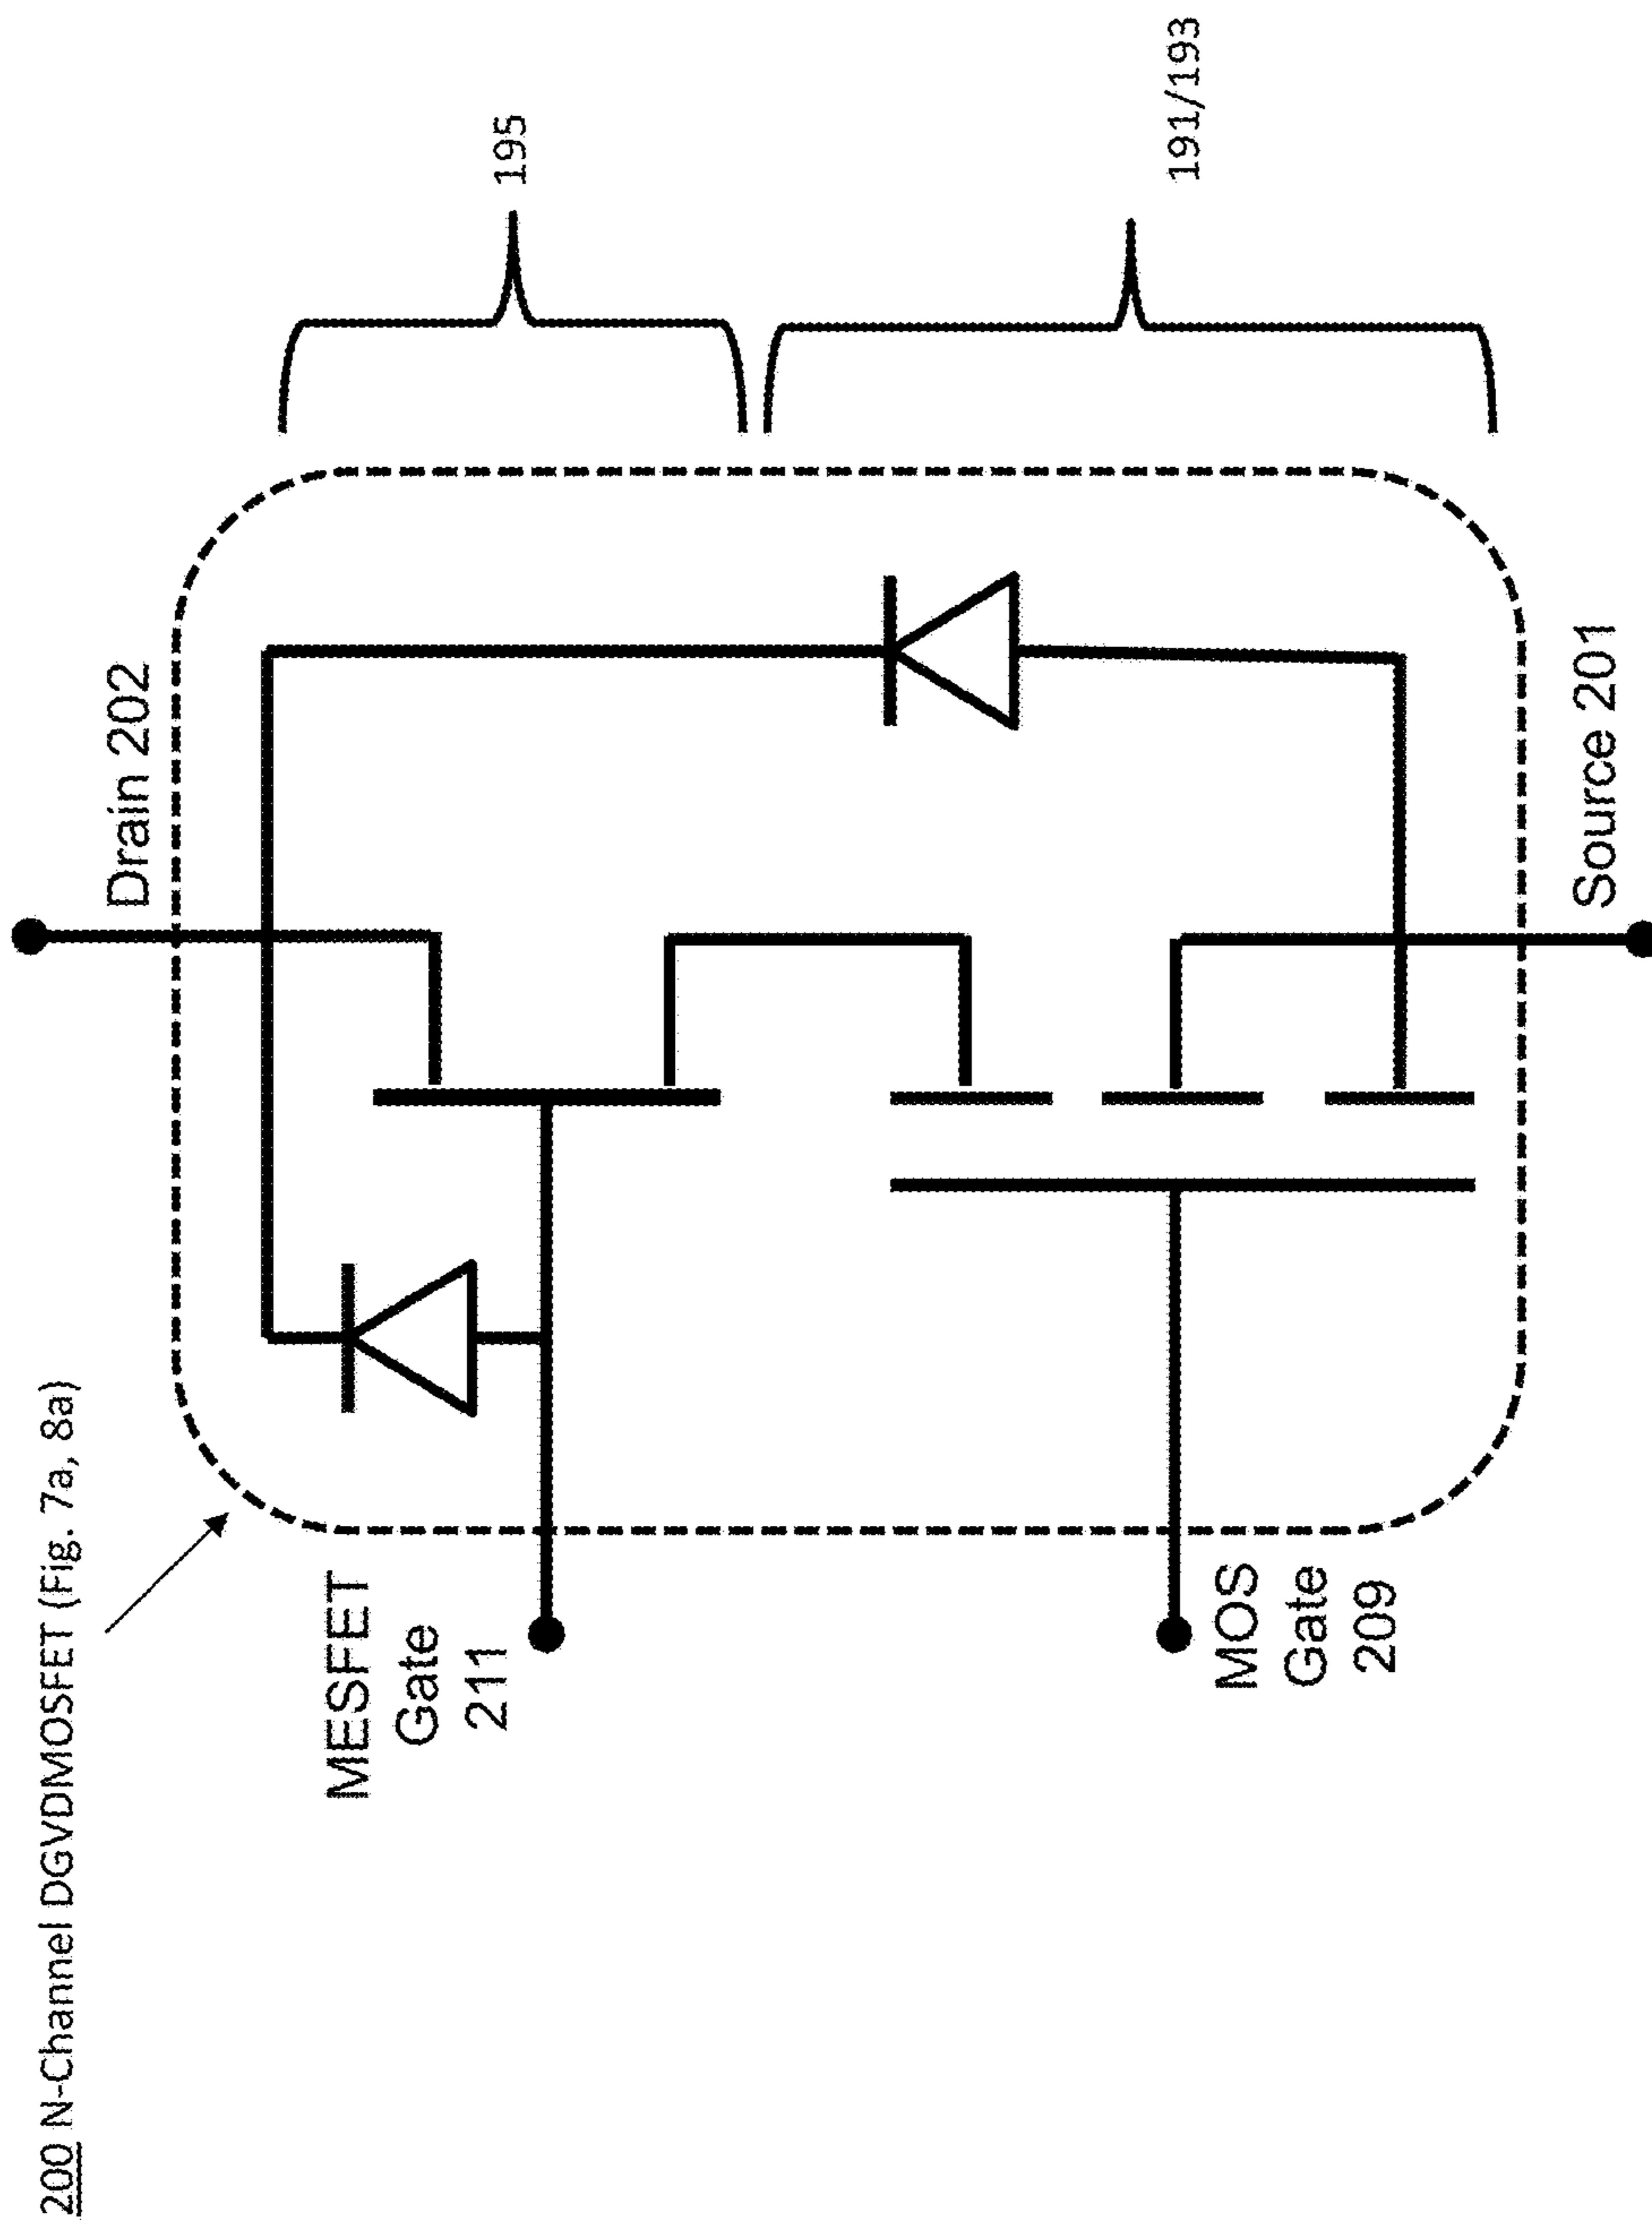 200 N-Channel DGVDMOSFET (Fig. 7a, 8a)
Drain 202
MESFET
Gate
211
195
MOS
Gate
209
191/193
Source 201